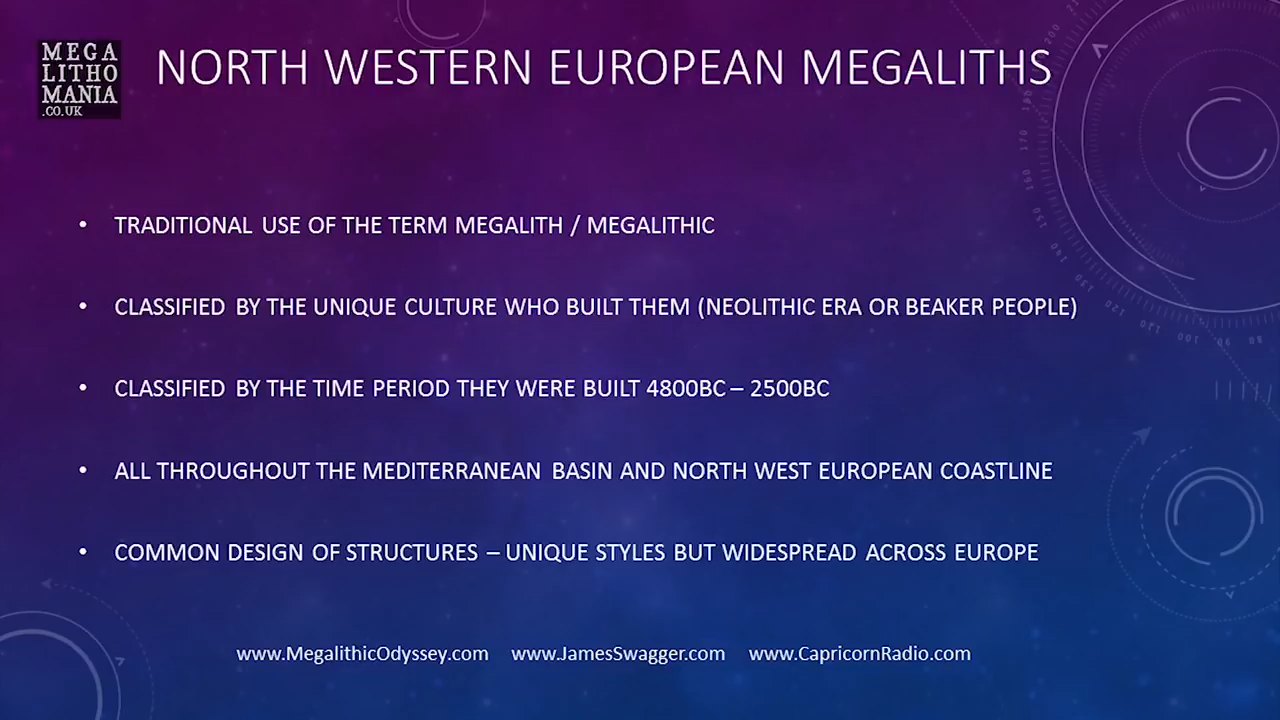 MEGA
LITHO
MANIA
.CO.UK
NORTH WESTERN EUROPEAN MEGALITHS
• TRADITIONAL USE OF THE TERM MEGALITH / MEGALITHIC
• CLASSIFIED BY THE UNIQUE CULTURE WHO BUILT THEM (NEOLITHIC ERA OR BEAKER PEOPLE)
• CLASSIFIED BY THE TIME PERIOD THEY WERE BUILT 4800BC – 2500BC
• ALL THROUGHOUT THE MEDITERRANEAN BASIN AND NORTH WEST EUROPEAN COASTLINE
• COMMON DESIGN OF STRUCTURES – UNIQUE STYLES BUT WIDESPREAD ACROSS EUROPE
www.MegalithicOdyssey.com www.JamesSwagger.com www.CapricornRadio.com